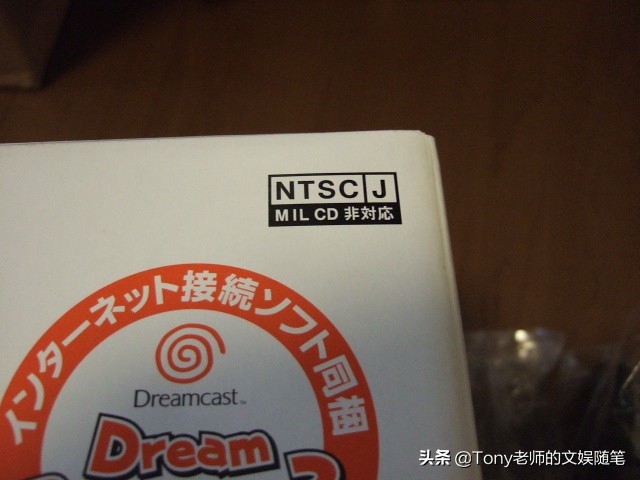 NTSC J
MIL CD 非対応
インターネット接続ソフト同梱
Dreamcast™
Dream
头条 @Tony老师的文娱随笔